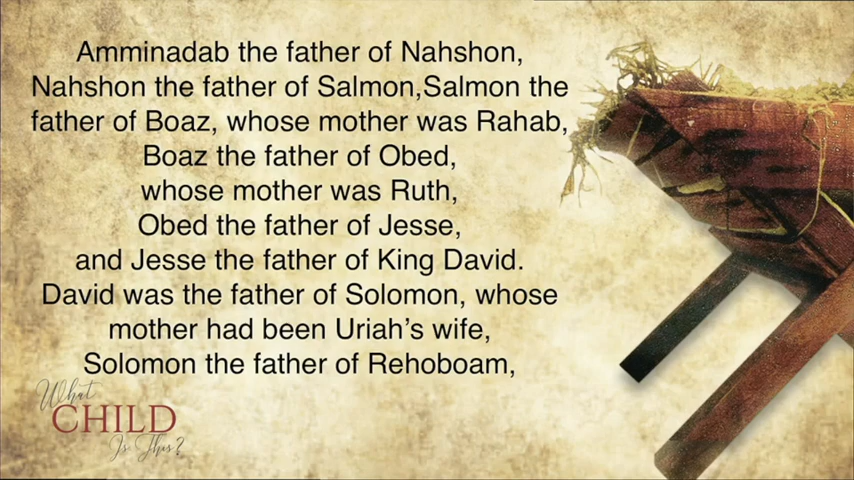 Amminadab the father of Nahshon,
Nahshon the father of Salmon,Salmon the
father of Boaz, whose mother was Rahab,
Boaz the father of Obed,
whose mother was Ruth,
Obed the father of Jesse,
and Jesse the father of King David.
David was the father of Solomon, whose
mother had been Uriah’s wife,
Solomon the father of Rehoboam,
What
CHILD
Is This?